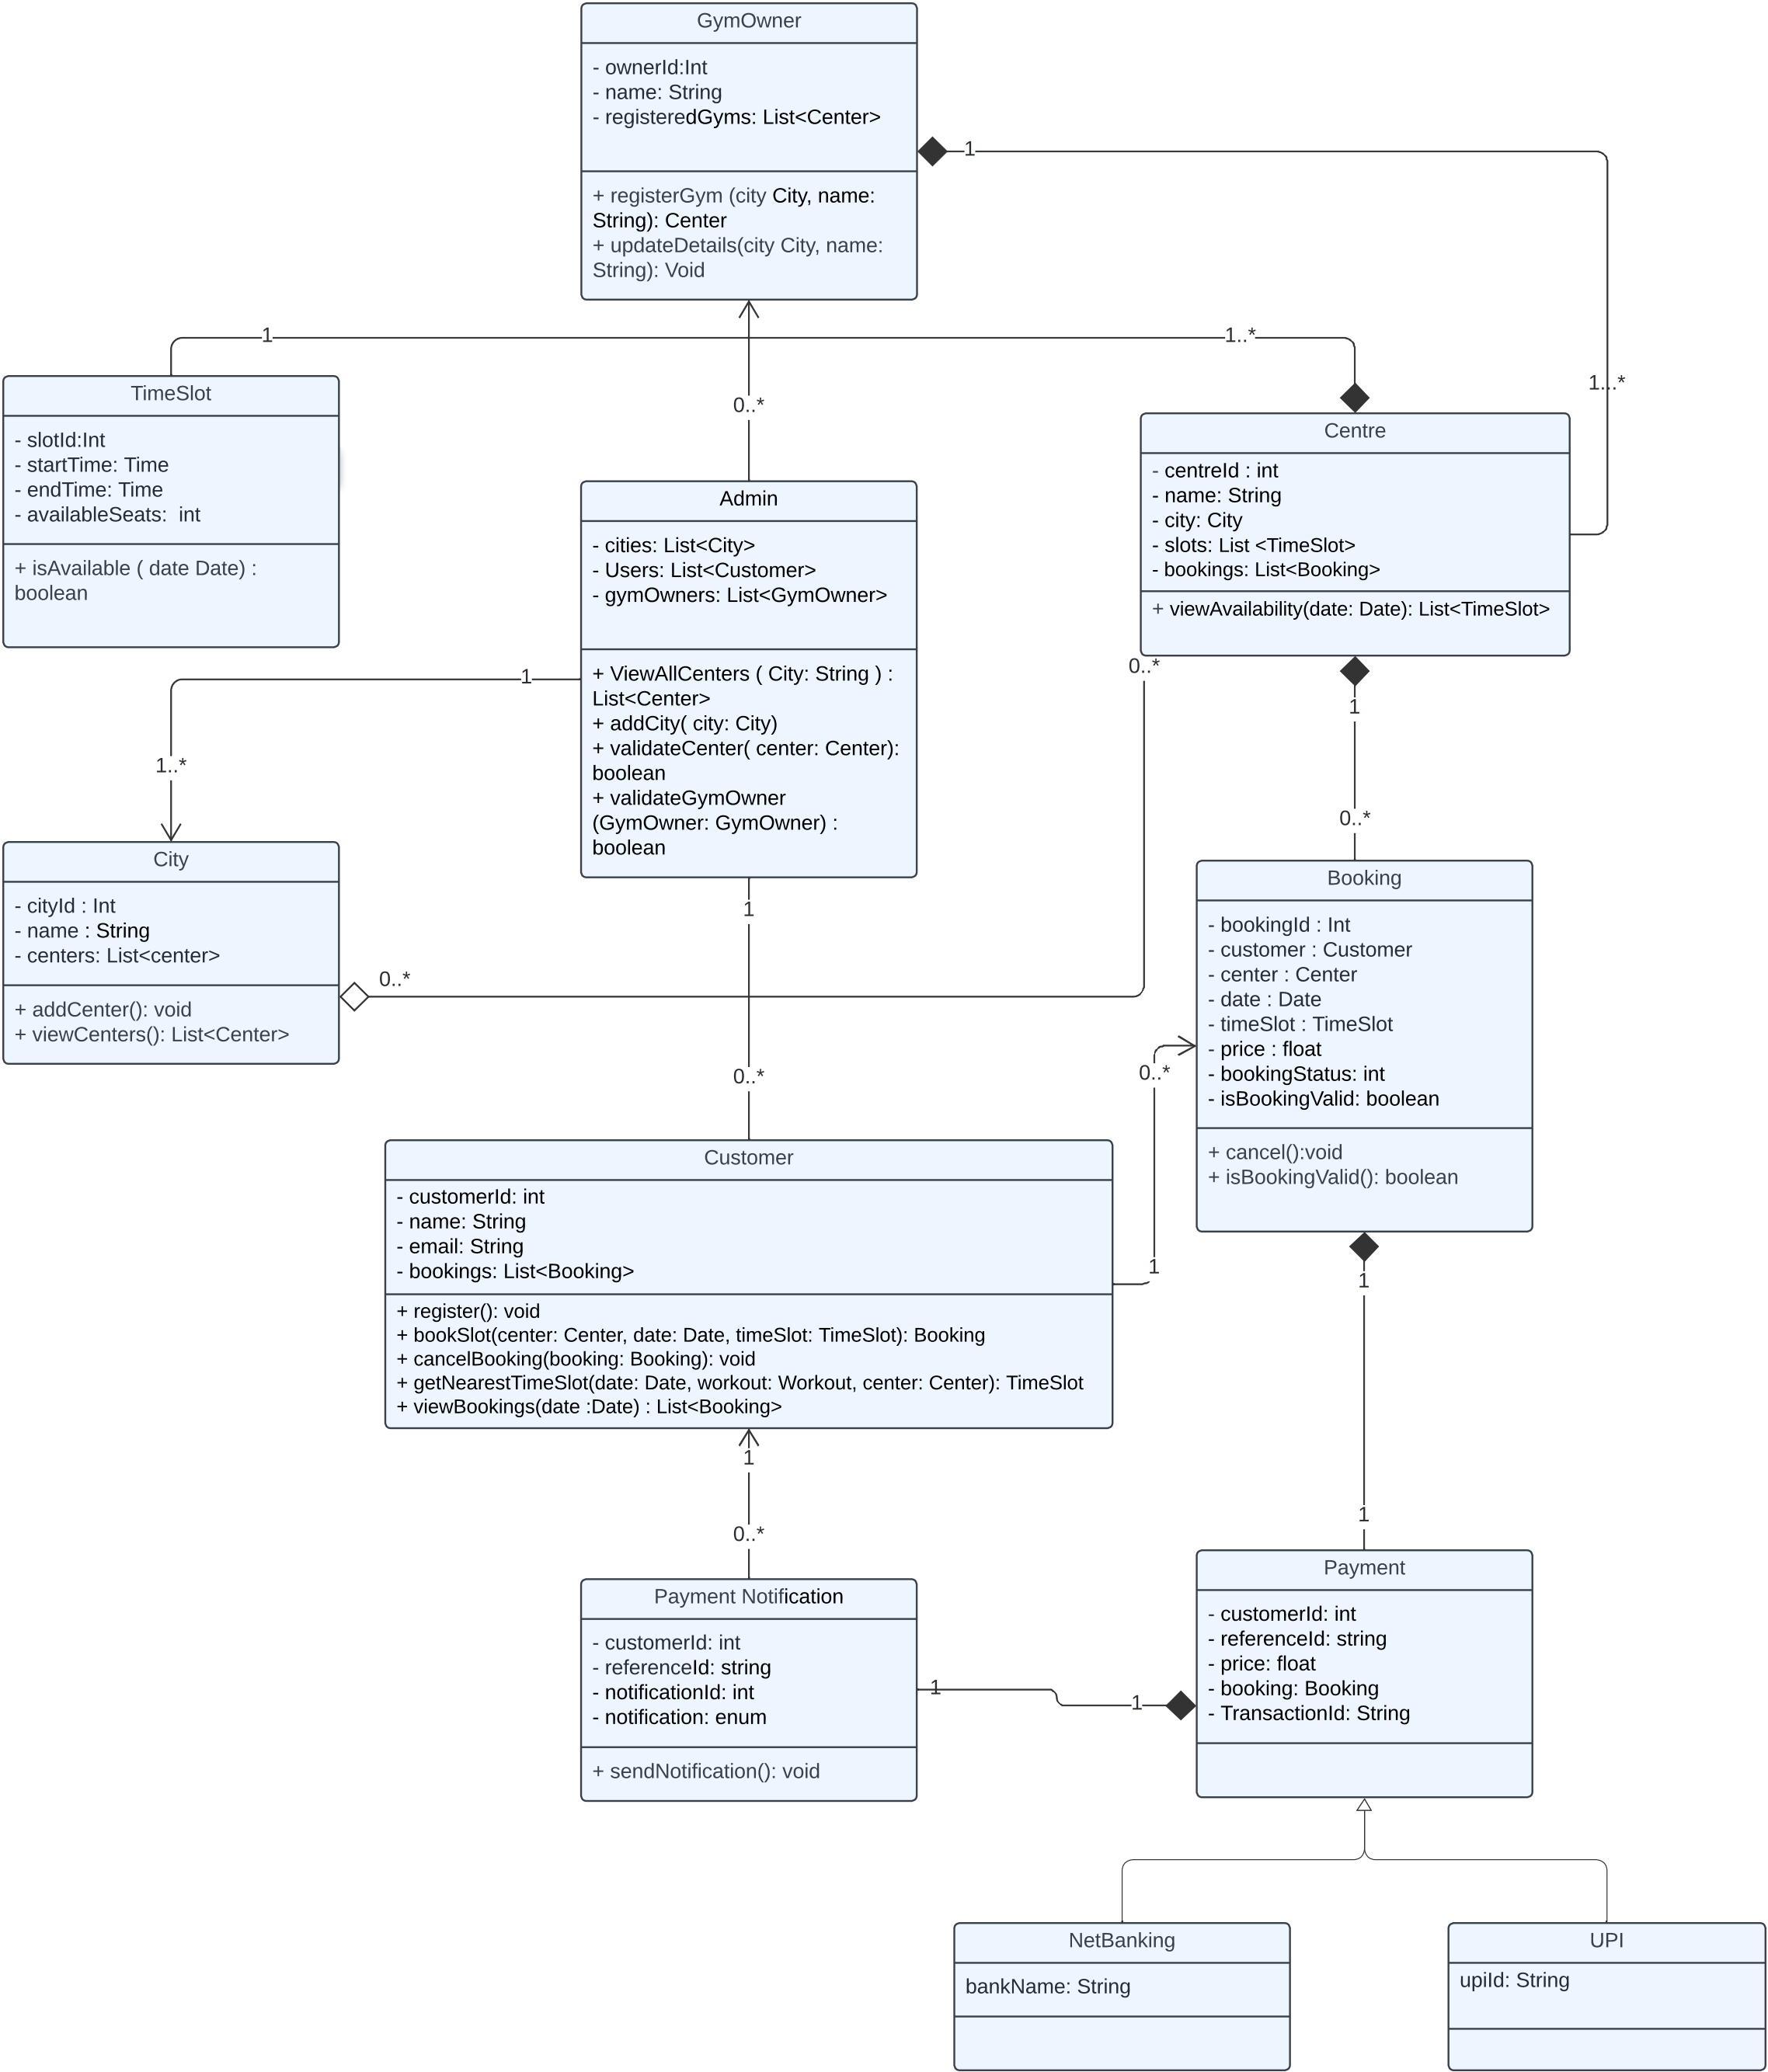 GymOwner
- ownerId:Int
- name: String
- registeredGyms: List<Center>
+ registerGym (city City, name:
String): Center
+ updateDetails(city City, name:
String): Void
1
1...*
1
1..*
0..*
TimeSlot
- slotId:Int
- startTime: Time
- endTime: Time
- availableSeats:  int
+ isAvailable ( date Date) :
boolean
Admin
- cities: List<City>
- Users: List<Customer>
- gymOwners: List<GymOwner>
+ ViewAllCenters ( City: String ) :
List<Center>
+ addCity( city: City)
+ validateCenter( center: Center):
boolean
+ validateGymOwner
(GymOwner: GymOwner) :
boolean
Centre
- centreId : int
- name: String
- city: City
- slots: List <TimeSlot>
- bookings: List<Booking>
+ viewAvailability(date: Date): List<TimeSlot>
1
1..*
0..*
1
0..*
City
- cityId : Int
- name : String
- centers: List<center>
+ addCenter(): void
+ viewCenters(): List<Center>
0..*
1
0..*
Booking
- bookingId : Int
- customer : Customer
- center : Center
- date : Date
- timeSlot : TimeSlot
- price : float
- bookingStatus: int
- isBookingValid: boolean
+ cancel():void
+ isBookingValid(): boolean
0..*
1
Customer
- customerId: int
- name: String
- email: String
- bookings: List<Booking>
+ register(): void
+ bookSlot(center: Center, date: Date, timeSlot: TimeSlot): Booking
+ cancelBooking(booking: Booking): void
+ getNearestTimeSlot(date: Date, workout: Workout, center: Center): TimeSlot
+ viewBookings(date :Date) : List<Booking>
1
1
1
0..*
Payment Notification
- customerId: int
- referenceId: string
- notificationId: int
- notification: enum
+ sendNotification(): void
1
1
Payment
- customerId: int
- referenceId: string
- price: float
- booking: Booking
- TransactionId: String
NetBanking
bankName: String
UPI
upiId: String